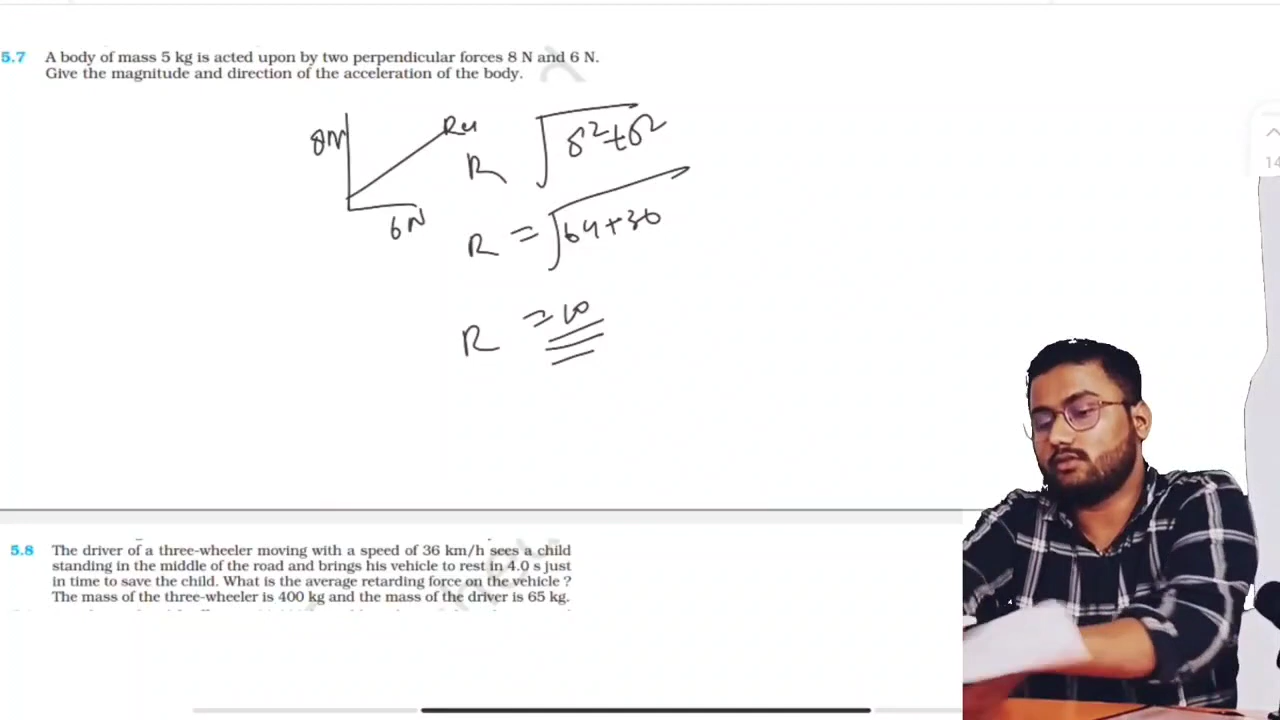 5.7 A body of mass 5 kg is acted upon by two perpendicular forces 8 N and 6 N.
Give the magnitude and direction of the acceleration of the body.
8N
6N
R √8²+6²
R = √64+36
R = 10
14
5.8 The driver of a three-wheeler moving with a speed of 36 km/h sees a child
standing in the middle of the road and brings his vehicle to rest in 4.0 s just
in time to save the child. What is the average retarding force on the vehicle ?
The mass of the three-wheeler is 400 kg and the mass of the driver is 65 kg.